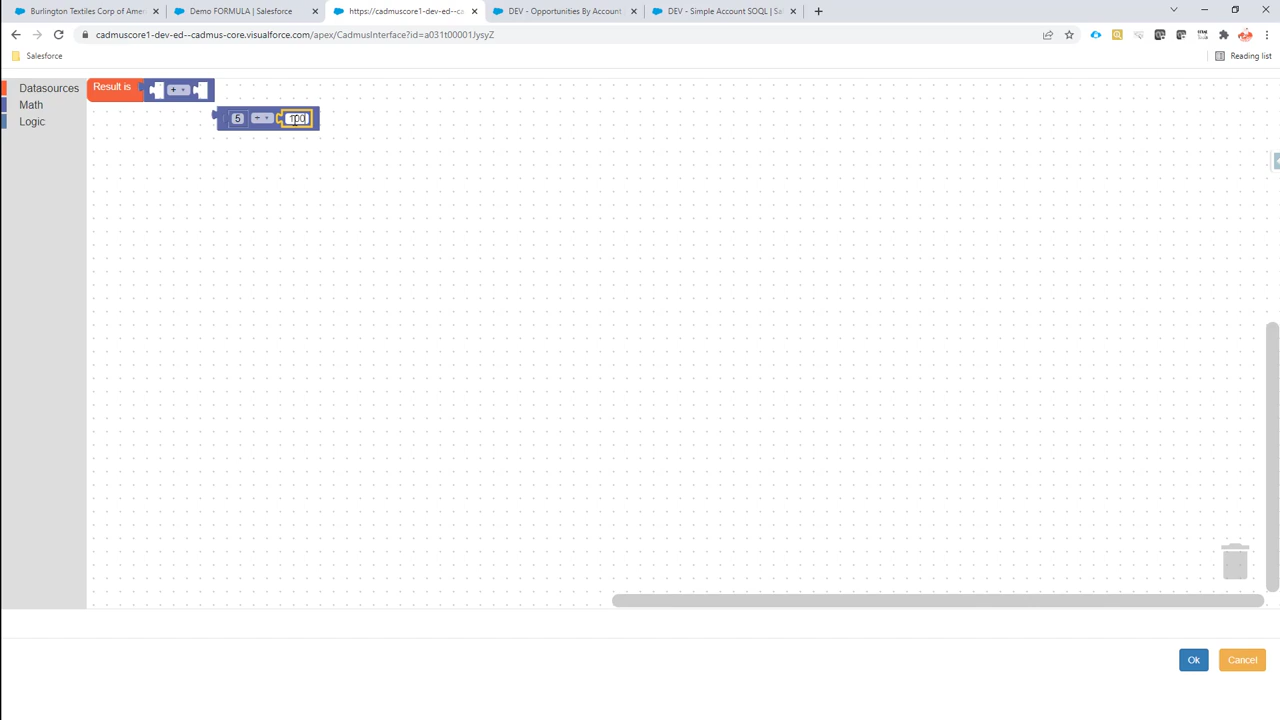 Burlington Textiles Corp of Amer
Demo FORMULA | Salesforce
https://cadmuscore1-dev-ed--ca
DEV - Opportunities By Account
DEV - Simple Account SOQL | Sal
cadmuscore1-dev-ed--cadmus-core.visualforce.com/apex/CadmusInterface?id=a031t00001JysyZ
Salesforce
Reading list
Datasources
Math
Logic
Result is
+
5 ÷ 100
Ok
Cancel